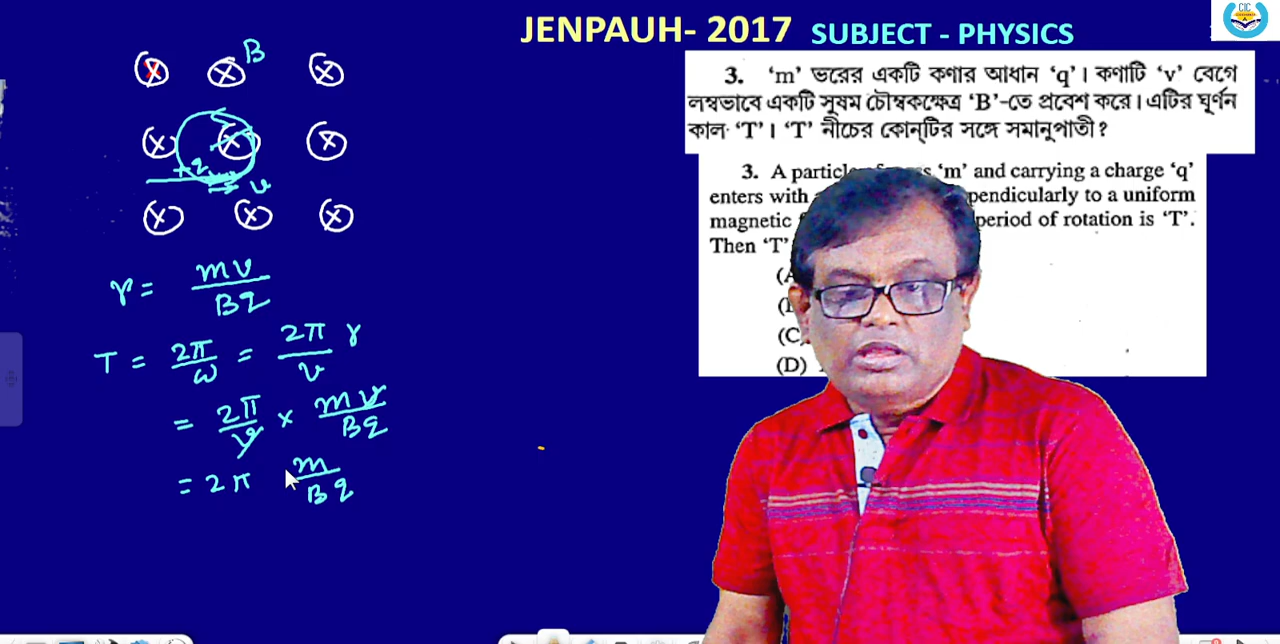 JENPAUH- 2017 SUBJECT - PHYSICS
CIC
3. 'm' ভরের একটি কণার আধান 'q'। কণাটি 'v' বেগে
লম্বভাবে একটি সুষম চৌম্বকক্ষেত্র 'B'-তে প্রবেশ করে। এটির ঘূর্ণন
কাল 'T'। 'T' নীচের কোন্‌টির সঙ্গে সমানুপাতী?
3. A 'm' and carrying a charge 'q'
enters with to a uniform
magnetic period of rotation is 'T'.
Then 'T'
(C
(D)
B
+q
v
r = mv / Bq
T = 2π / ω = 2π / v r
= 2π / v × mv / Bq
= 2π m / Bq